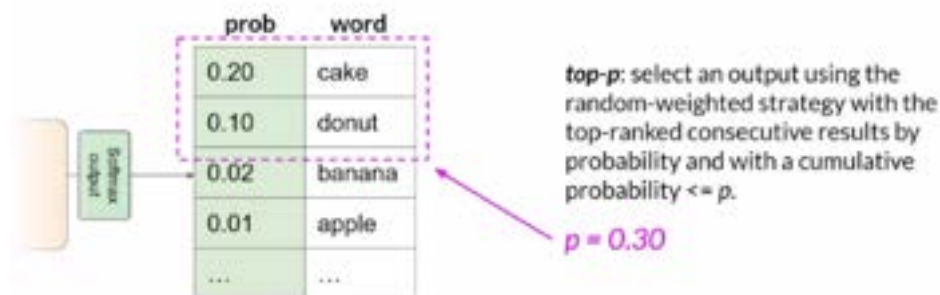 prob word
0.20 cake
0.10 donut
0.02 banana
0.01 apple
... ...
Softmax
output
top-p: select an output using the
random-weighted strategy with the
top-ranked consecutive results by
probability and with a cumulative
probability <= p.
p = 0.30